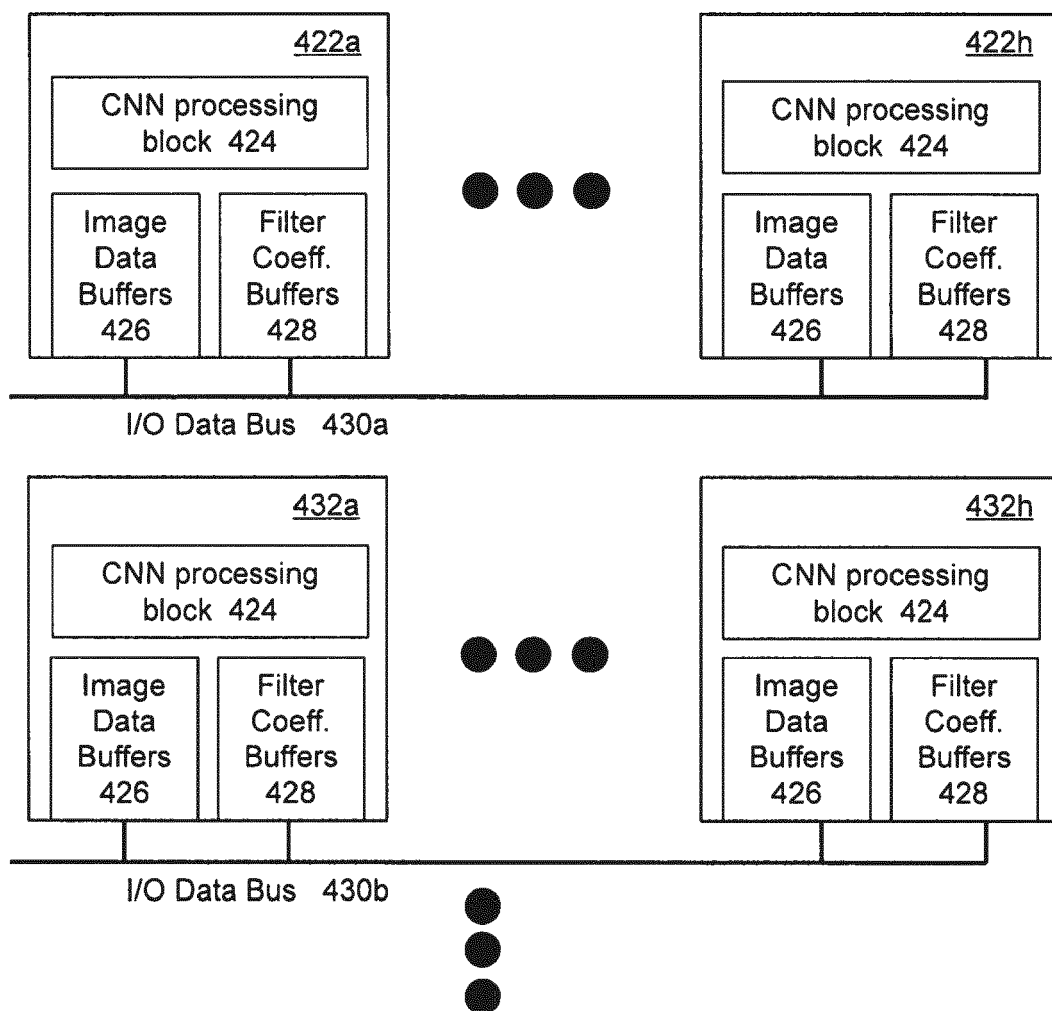 422a
CNN processing
block 424
Image
Data
Buffers
426
Filter
Coeff.
Buffers
428
422h
CNN processing
block 424
Image
Data
Buffers
426
Filter
Coeff.
Buffers
428
I/O Data Bus 430a
432a
CNN processing
block 424
Image
Data
Buffers
426
Filter
Coeff.
Buffers
428
432h
CNN processing
block 424
Image
Data
Buffers
426
Filter
Coeff.
Buffers
428
I/O Data Bus 430b